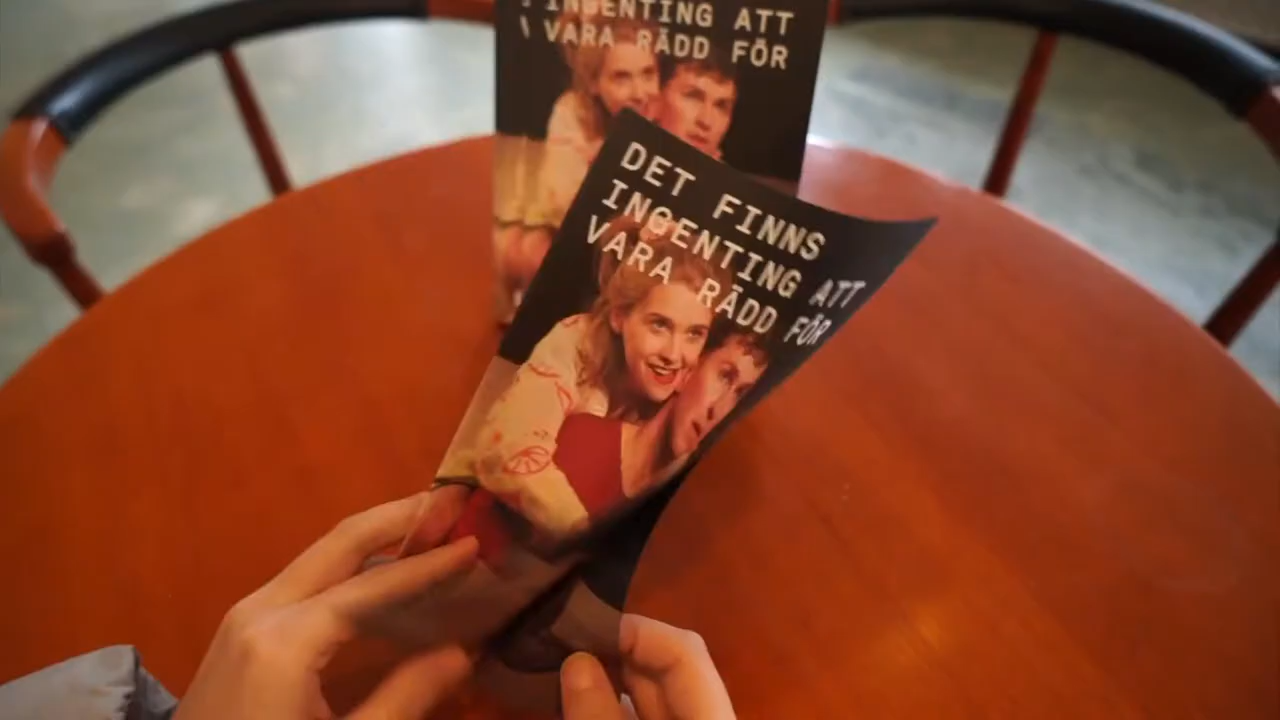 INGENTING ATT
VARA RÄDD FÖR
DET FINNS
INGENTING ATT
VARA RÄDD FÖR